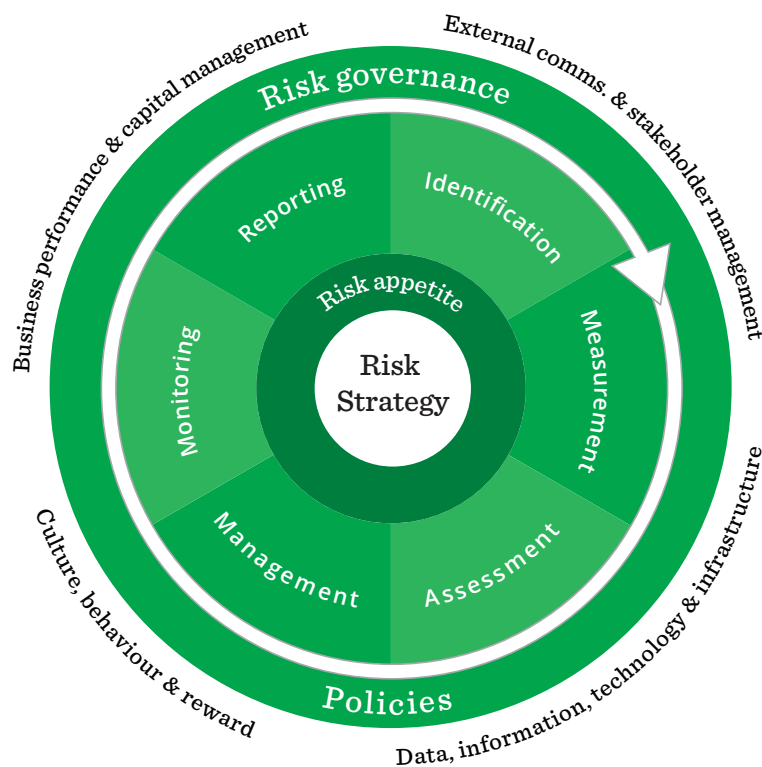 Business performance & capital management
External comms. & stakeholder management
Risk governance
Reporting
Identification
Risk appetite
Risk
Strategy
Monitoring
Measurement
Management
Assessment
Policies
Culture, behaviour & reward
Data, information, technology & infrastructure